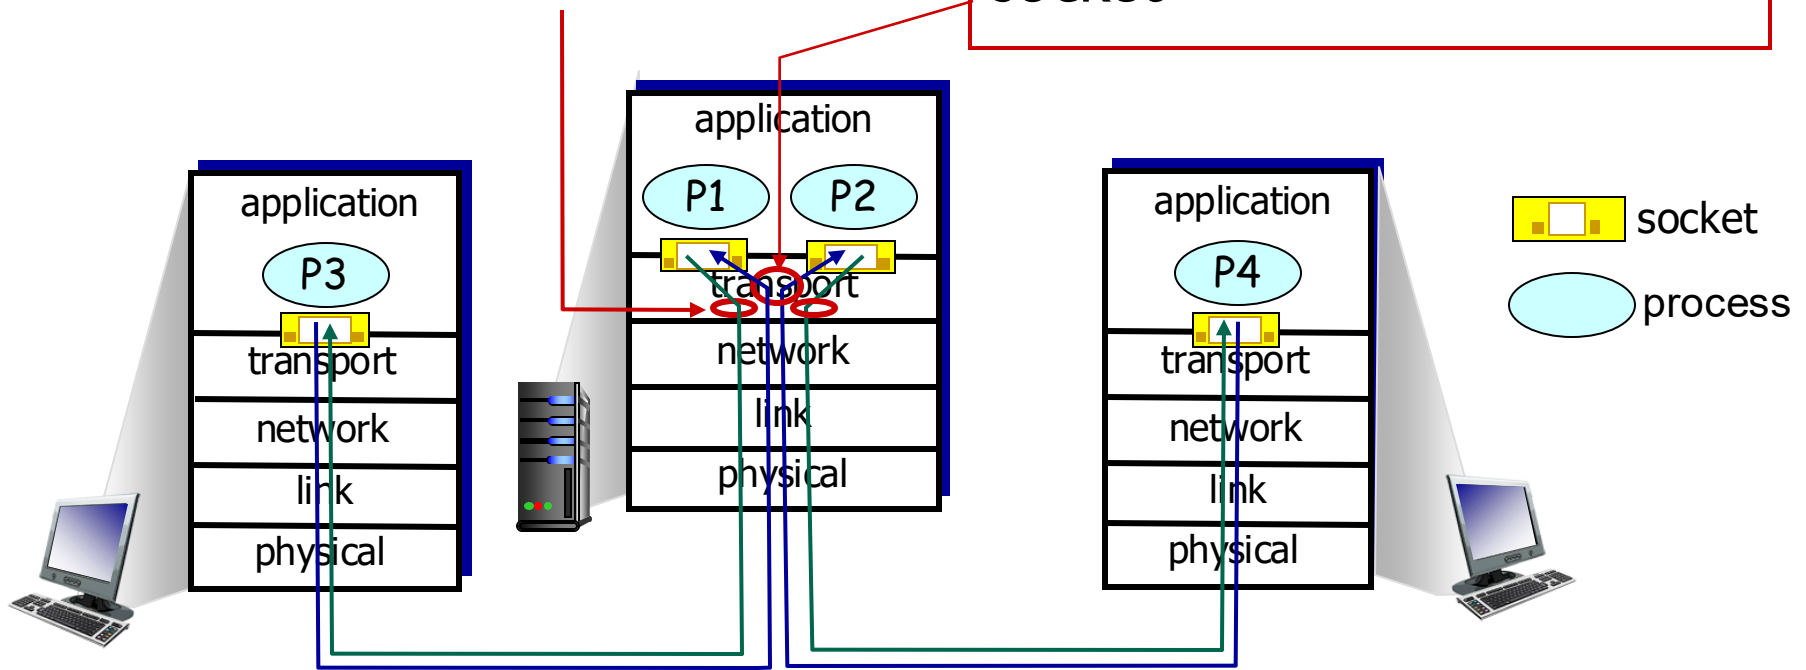 socket
application
P1
P2
transport
network
link
physical
application
P3
transport
network
link
physical
application
P4
transport
network
link
physical
socket
process